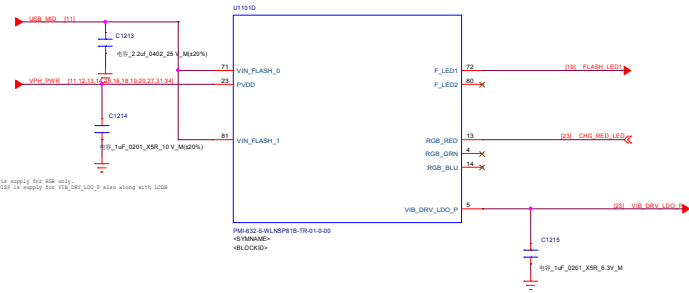 U1101D
USB_MID [11]
C1213
电容_2.2uf_0402_25 V_M(±20%)
71 VIN_FLASH_0
F_LED1 72 [19] FLASH_LED1
VPH_PWR [11,12,13,14,15,16,18,19,20,27,31,34]
23 PVDD
F_LED2 80
C1214
电容_1uF_0201_X5R_10 V_M(±20%)
81 VIN_FLASH_1
RGB_RED 13 [23] CHG_RED_LED
RGB_GRN 4
RGB_BLU 14
is supply for RGB only.
DISP is supply for VIB_DRV_LDO_P also along with LCDB
VIB_DRV_LDO_P 5 [23] VIB_DRV_LDO_P
PMI-632-5-WLNSP81B-TR-01-0-00
<SYMNAME>
<BLOCKID>
C1215
电容_1uF_0201_X5R_6.3V_M